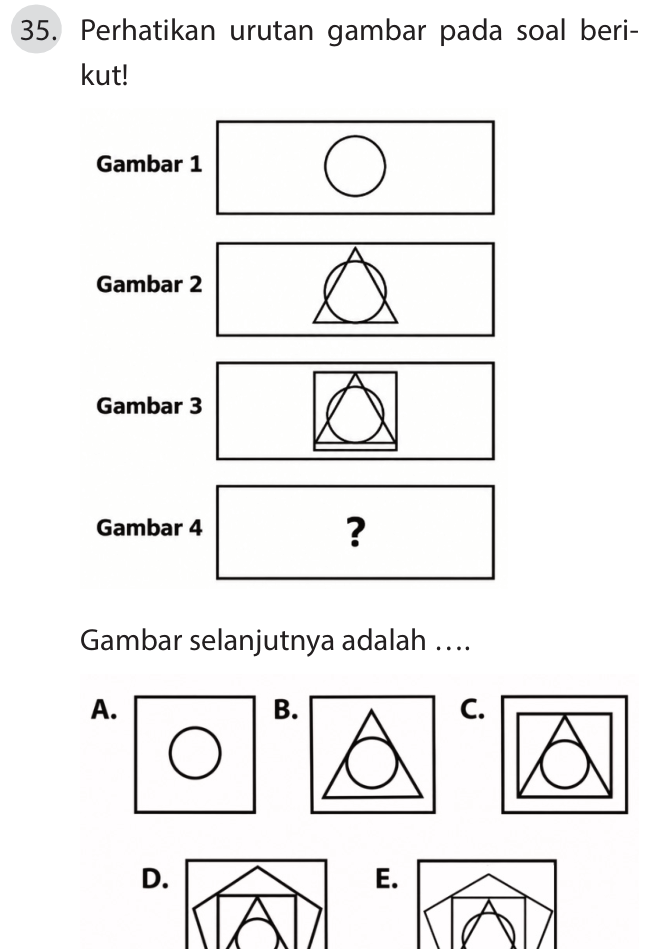 35. Perhatikan urutan gambar pada soal beri-
kut!
Gambar 1
Gambar 2
Gambar 3
Gambar 4 ?
Gambar selanjutnya adalah ....
A. B. C.
D. E.